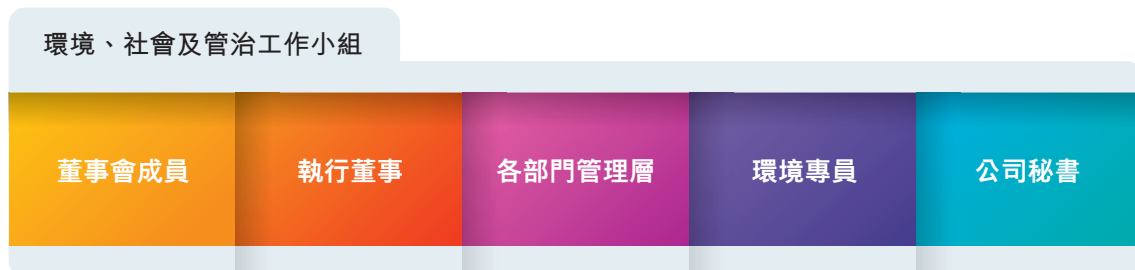 環境、社會及管治工作小組
董事會成員
執行董事
各部門管理層
環境專員
公司秘書